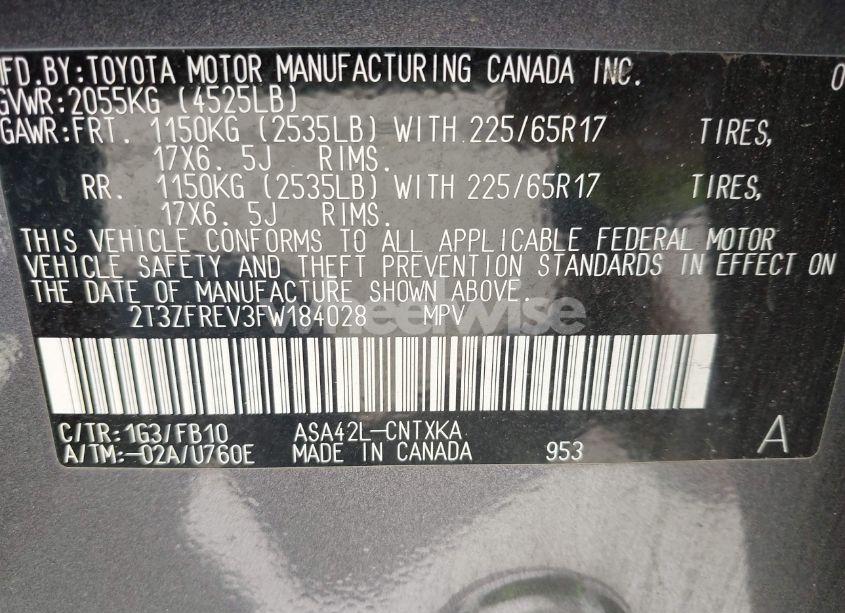 MFD.BY:TOYOTA MOTOR MANUFACTURING CANADA INC. 0
GVWR:2055KG (4525LB)
GAWR:FRT. 1150KG (2535LB) WITH 225/65R17 TIRES,
17X6. 5J RIMS.
RR. 1150KG (2535LB) WITH 225/65R17 TIRES,
17X6. 5J RIMS.
THIS VEHICLE CONFORMS TO ALL APPLICABLE FEDERAL MOTOR
VEHICLE SAFETY AND THEFT PREVENTION STANDARDS IN EFFECT ON
THE DATE OF MANUFACTURE SHOWN ABOVE.
2T3ZFREV3FW184028 MPV
wheelwise
C/TR:1G3/FB10 ASA42L-CNTXKA A
A/TM:-02A/U760E MADE IN CANADA 953